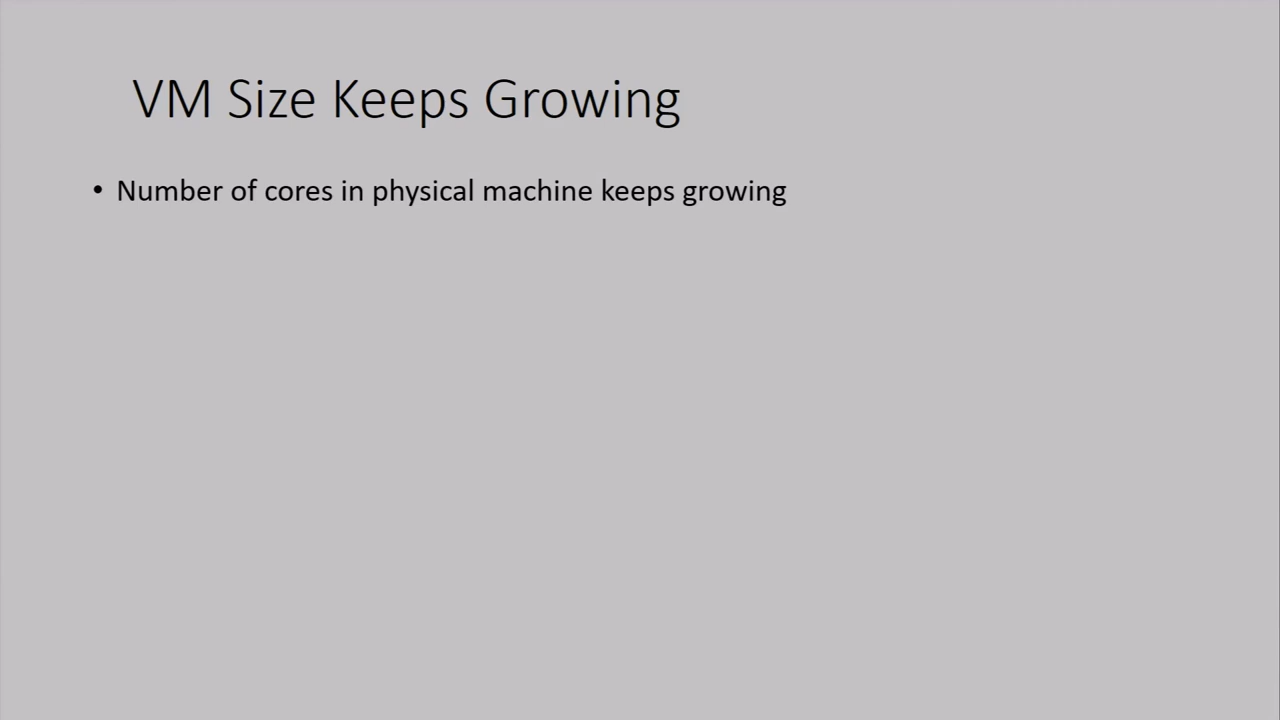 VM Size Keeps Growing
• Number of cores in physical machine keeps growing